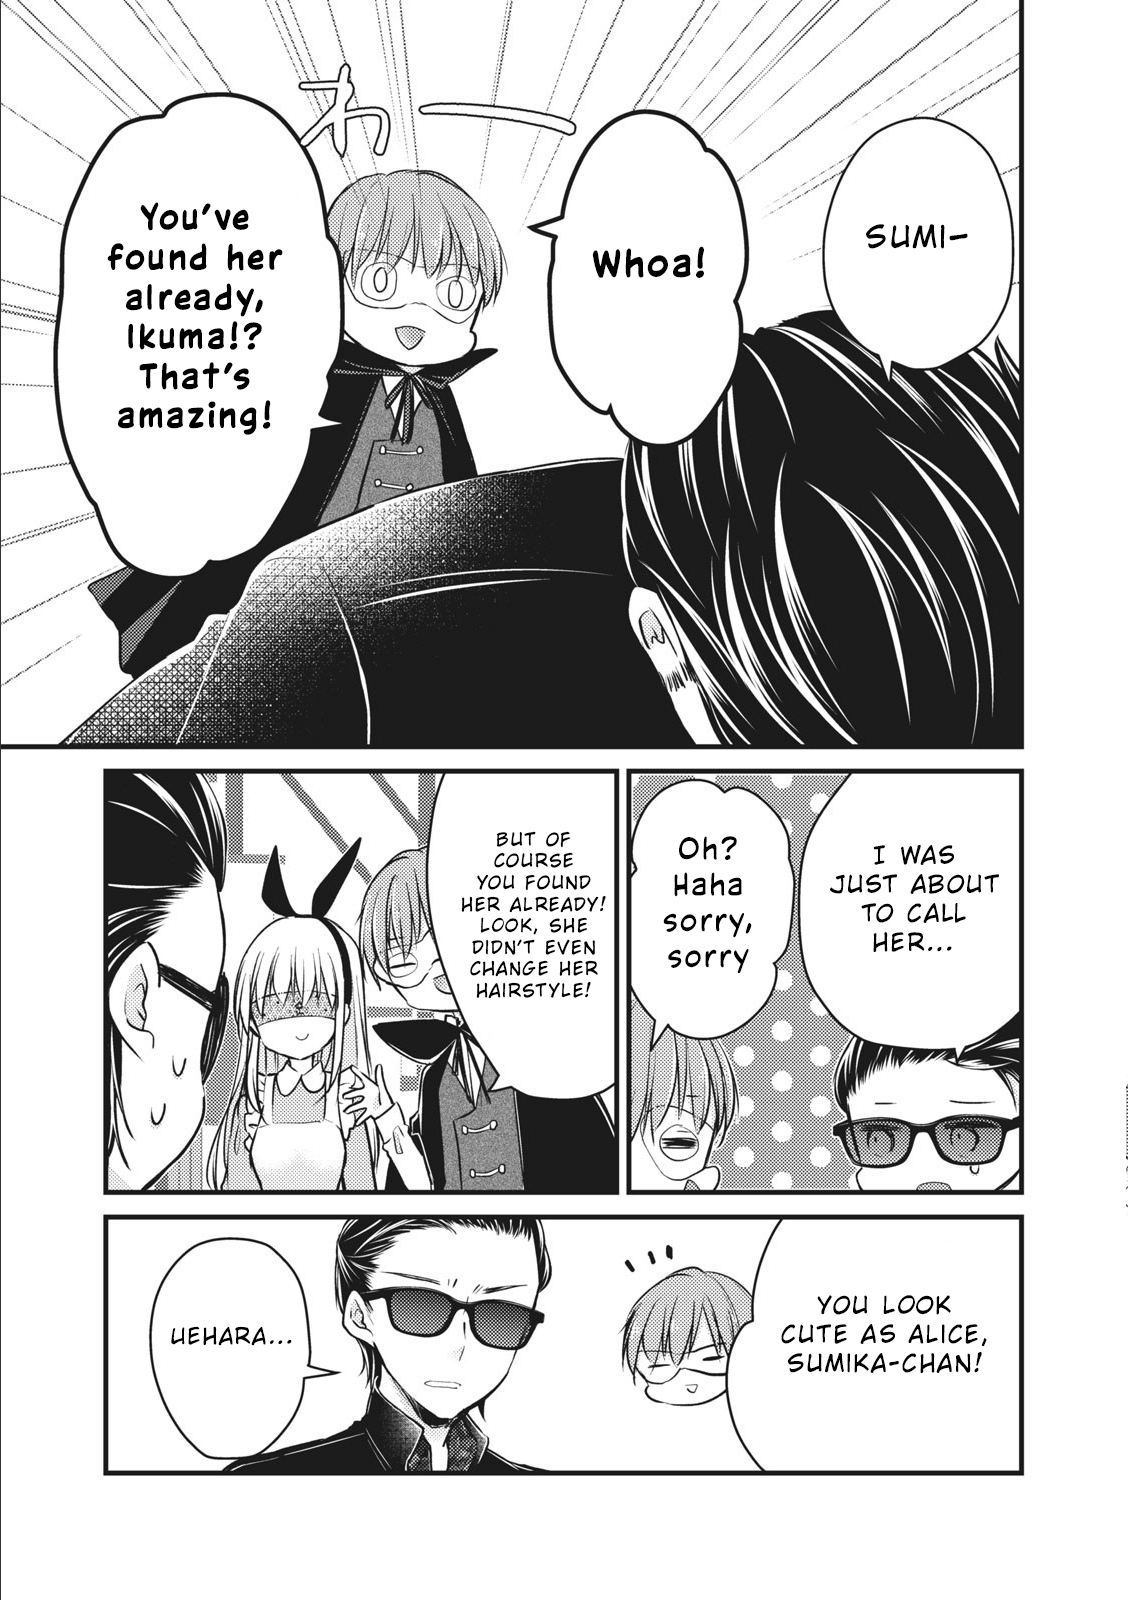 SUMI-
Whoa!
わー
You've
found her
already,
Ikuma!?
That's
amazing!
I WAS
JUST ABOUT
TO CALL
HER...
Oh?
Haha
sorry,
sorry
BUT OF
COURSE
YOU FOUND
HER ALREADY!
LOOK, SHE
DIDN'T EVEN
CHANGE HER
HAIRSTYLE!
YOU LOOK
CUTE AS ALICE,
SUMIKA-CHAN!
UEHARA...